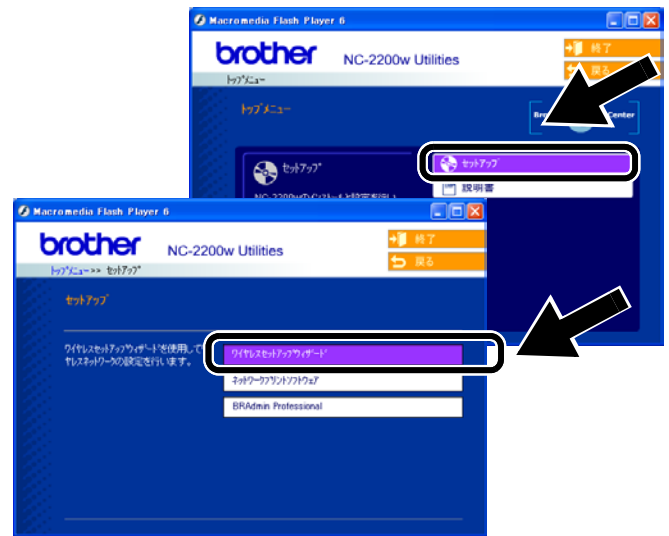 Macromedia Flash Player 6
brother
NC-2200w Utilities
終了
戻る
トップメニュー
トップメニュー
Center
セットアップ
セットアップ
説明書
Macromedia Flash Player 6
brother
NC-2200w Utilities
終了
戻る
トップメニュー>> セットアップ
セットアップ
ワイヤレスセットアップウィザードを使用して
ヤレスネットワークの設定を行います。
ワイヤレスセットアップウィザード
ネットワークプリントソフトウェア
BRAdmin Professional